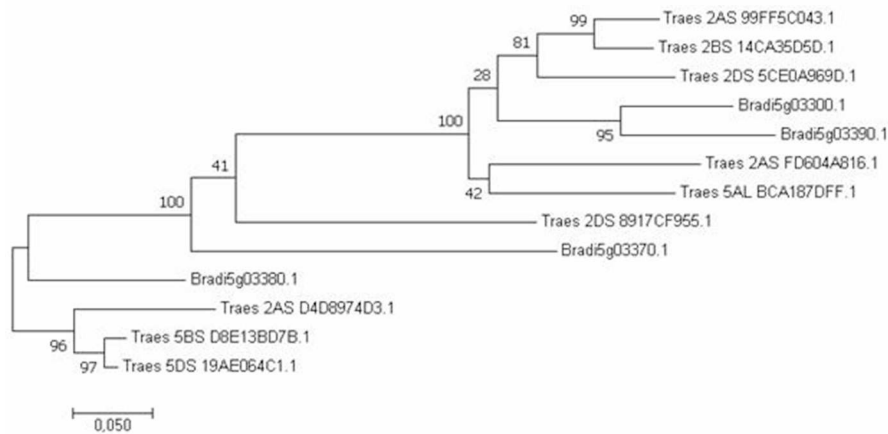 99
Traes 2AS 99FF5C043.1
81
Traes 2BS 14CA35D5D.1
28
Traes 2DS 5CE0A969D.1
Bradi5g03300.1
100
95
Bradi5g03390.1
41
Traes 2AS FD604A816.1
42
Traes 5AL BCA187DFF.1
100
Traes 2DS 8917CF955.1
Bradi5g03370.1
Bradi5g03380.1
Traes 2AS D4D8974D3.1
96
Traes 5BS D8E13BD7B.1
97
Traes 5DS 19AE064C1.1
0,050